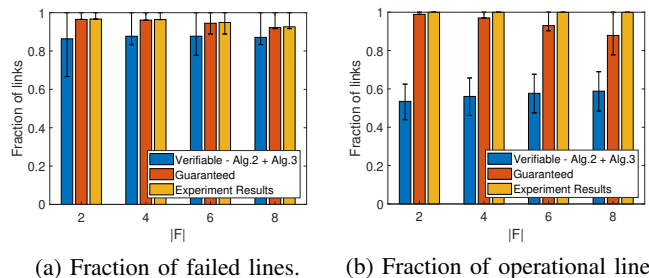 Fraction of links
1
0.8
0.6
0.4
0.2
0
Verifiable - Alg.2 + Alg.3
Guaranteed
Experiment Results
2 4 6 8
|F|
(a) Fraction of failed lines.
Fraction of links
1
0.8
0.6
0.4
0.2
0
Verifiable - Alg.2 + Alg.3
Guaranteed
Experiment Results
2 4 6 8
|F|
(b) Fraction of operational line